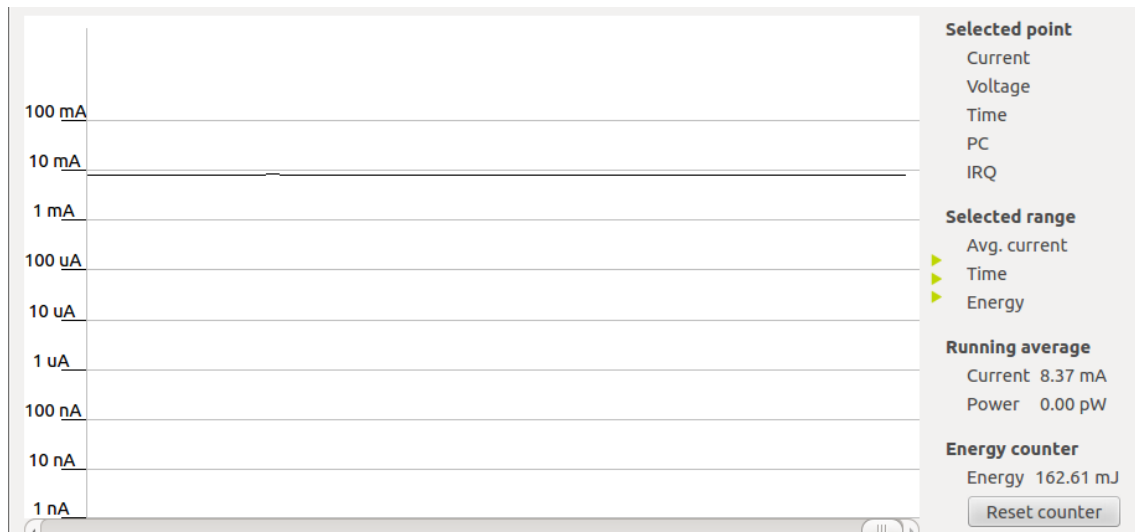 100 mA
10 mA
1 mA
100 uA
10 uA
1 uA
100 nA
10 nA
1 nA
Selected point
Current
Voltage
Time
PC
IRQ
Selected range
Avg. current
Time
Energy
Running average
Current 8.37 mA
Power 0.00 pW
Energy counter
Energy 162.61 mJ
Reset counter